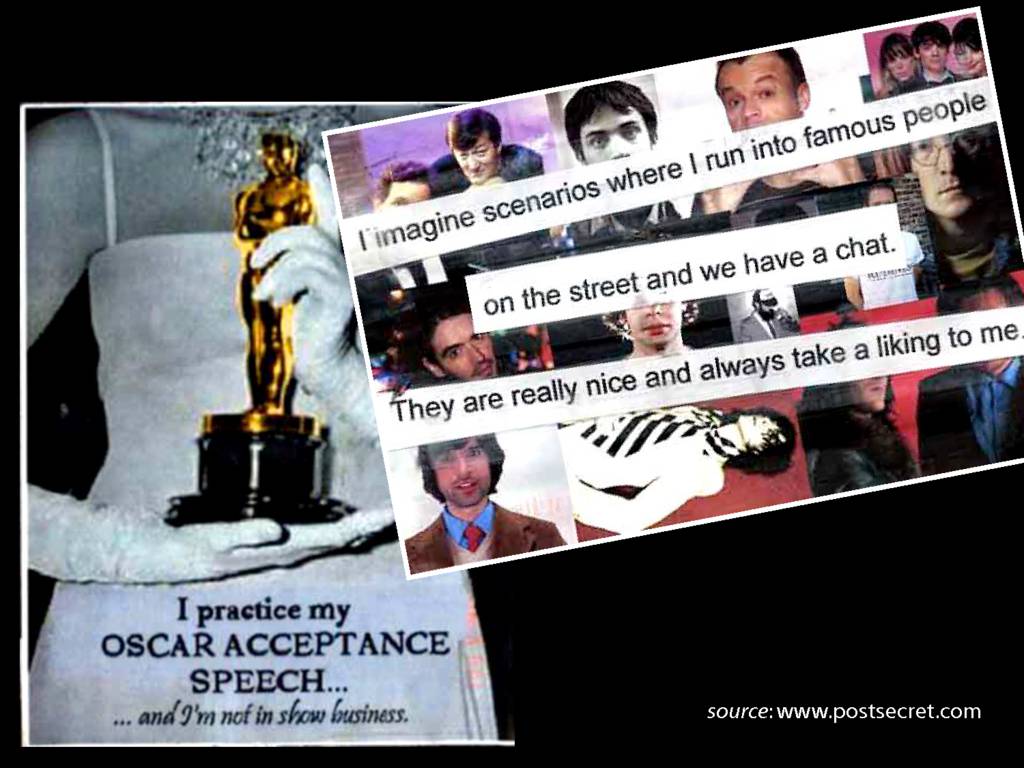 I imagine scenarios where I run into famous people
on the street and we have a chat.
They are really nice and always take a liking to me.
I practice my
OSCAR ACCEPTANCE
SPEECH...
... and I'm not in show business.
source: www.postsecret.com